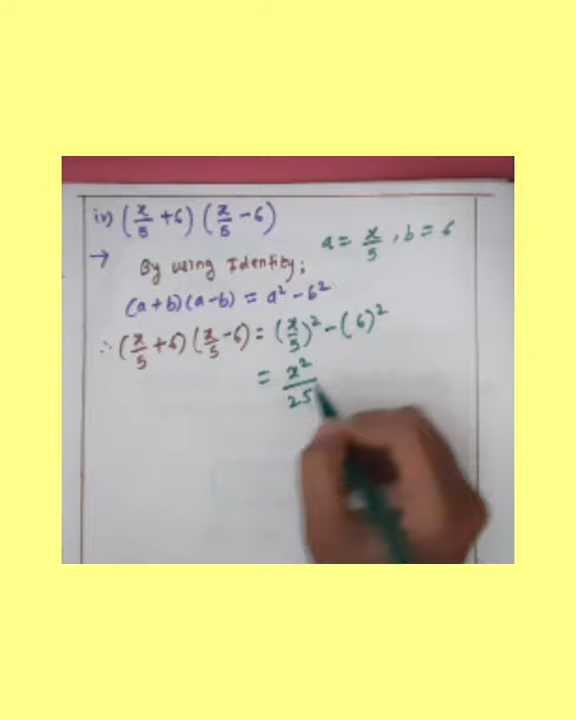 iv) (x/5 + 6) (x/5 - 6)
a = x/5 , b = 6
→ By using Identity;
(a+b)(a-b) = a² - b²
∴ (x/5 + 6) (x/5 - 6) = (x/5)² - (6)²
= x²/25